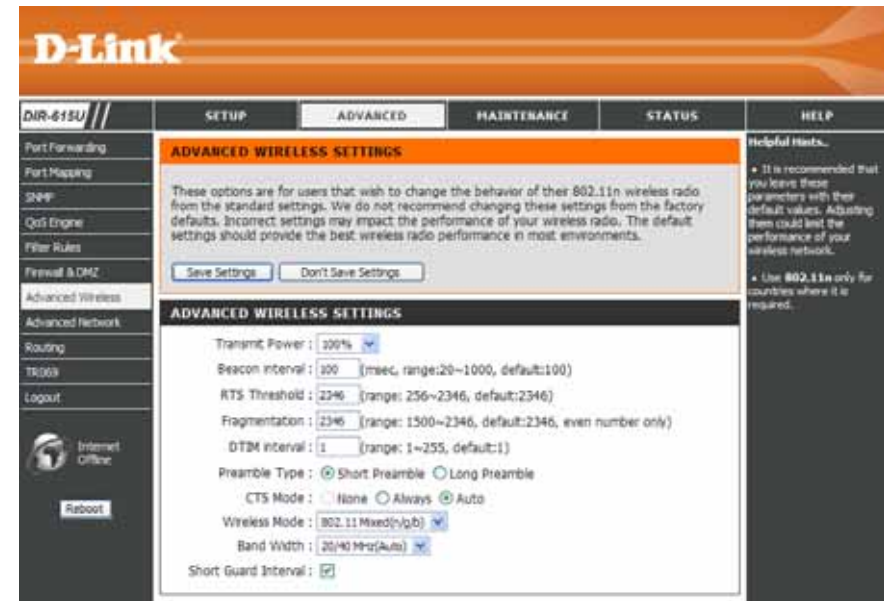 D-Link
DIR-615U
SETUP
ADVANCED
MAINTENANCE
STATUS
HELP
Port Forwarding
Port Mapping
SNMP
QoS Engine
Filter Rules
Firewall & DMZ
Advanced Wireless
Advanced Network
Routing
TR069
Logout
Internet
Offline
Reboot
ADVANCED WIRELESS SETTINGS
These options are for users that wish to change the behavior of ther 802.11n wireless radio
from the standard settings. We do not recommend changing these settings from the factory
defaults. Incorrect settings may impact the performance of your wireless radio. The default
settings should provide the best wireless radio performance in most environments.
Save Settings
Don't Save Settings
ADVANCED WIRELESS SETTINGS
Transmit Power : 100%
Beacon interval : 100 (msec, range:20~1000, default:100)
RTS Threshold : 2346 (range: 256~2346, default:2346)
Fragmentation : 2346 (range: 1500~2346, default:2346, even number only)
DTIM interval : 1 (range: 1~255, default:1)
Preamble Type : Short Preamble Long Preamble
CTS Mode : None Always Auto
Wireless Mode : 802.11 Mixed(n/g/b)
Band Width : 20/40 MHz(Auto)
Short Guard Interval :
Helpful Hints..
• It is recommended that
you leave these
parameters with their
default values. Adjusting
them could limit the
performance of your
wireless network.
• Use 802.11n only for
countries where it is
required.